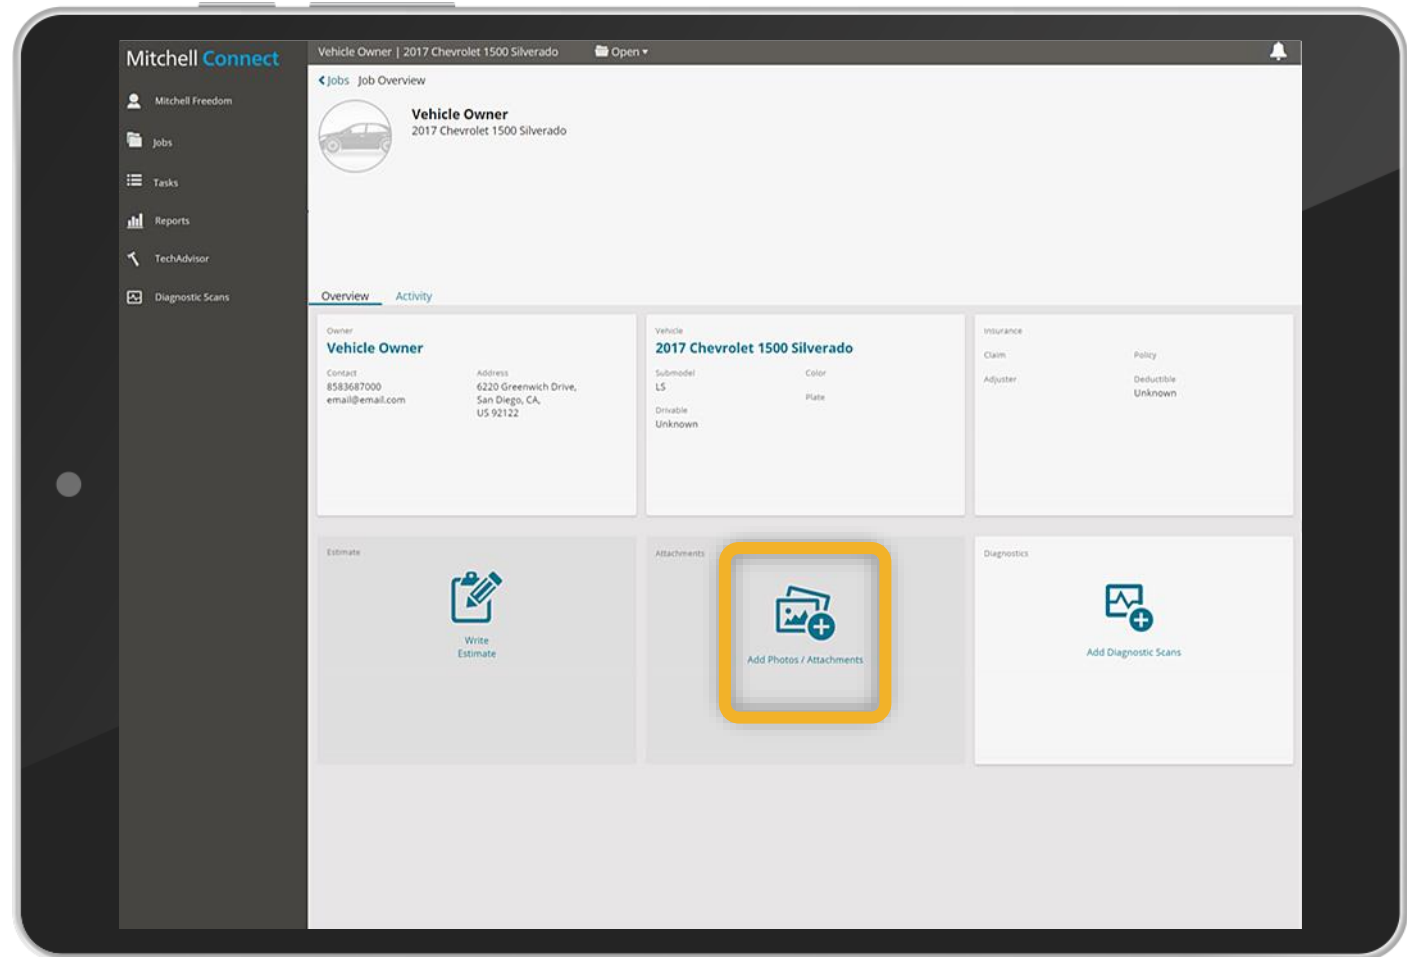 Mitchell Connect
Mitchell Freedom
Jobs
Tasks
Reports
TechAdvisor
Diagnostic Scans
Vehicle Owner | 2017 Chevrolet 1500 Silverado
Open
Jobs Job Overview
Vehicle Owner
2017 Chevrolet 1500 Silverado
Overview Activity
Owner
Vehicle Owner
Contact
8583687000
email@email.com
Address
6220 Greenwich Drive,
San Diego, CA,
US 92122
Vehicle
2017 Chevrolet 1500 Silverado
Submodel
LS
Drivable
Unknown
Color
Plate
Insurance
Claim
Adjuster
Policy
Deductible
Unknown
Estimate
Write
Estimate
Attachments
Add Photos / Attachments
Diagnostics
Add Diagnostic Scans